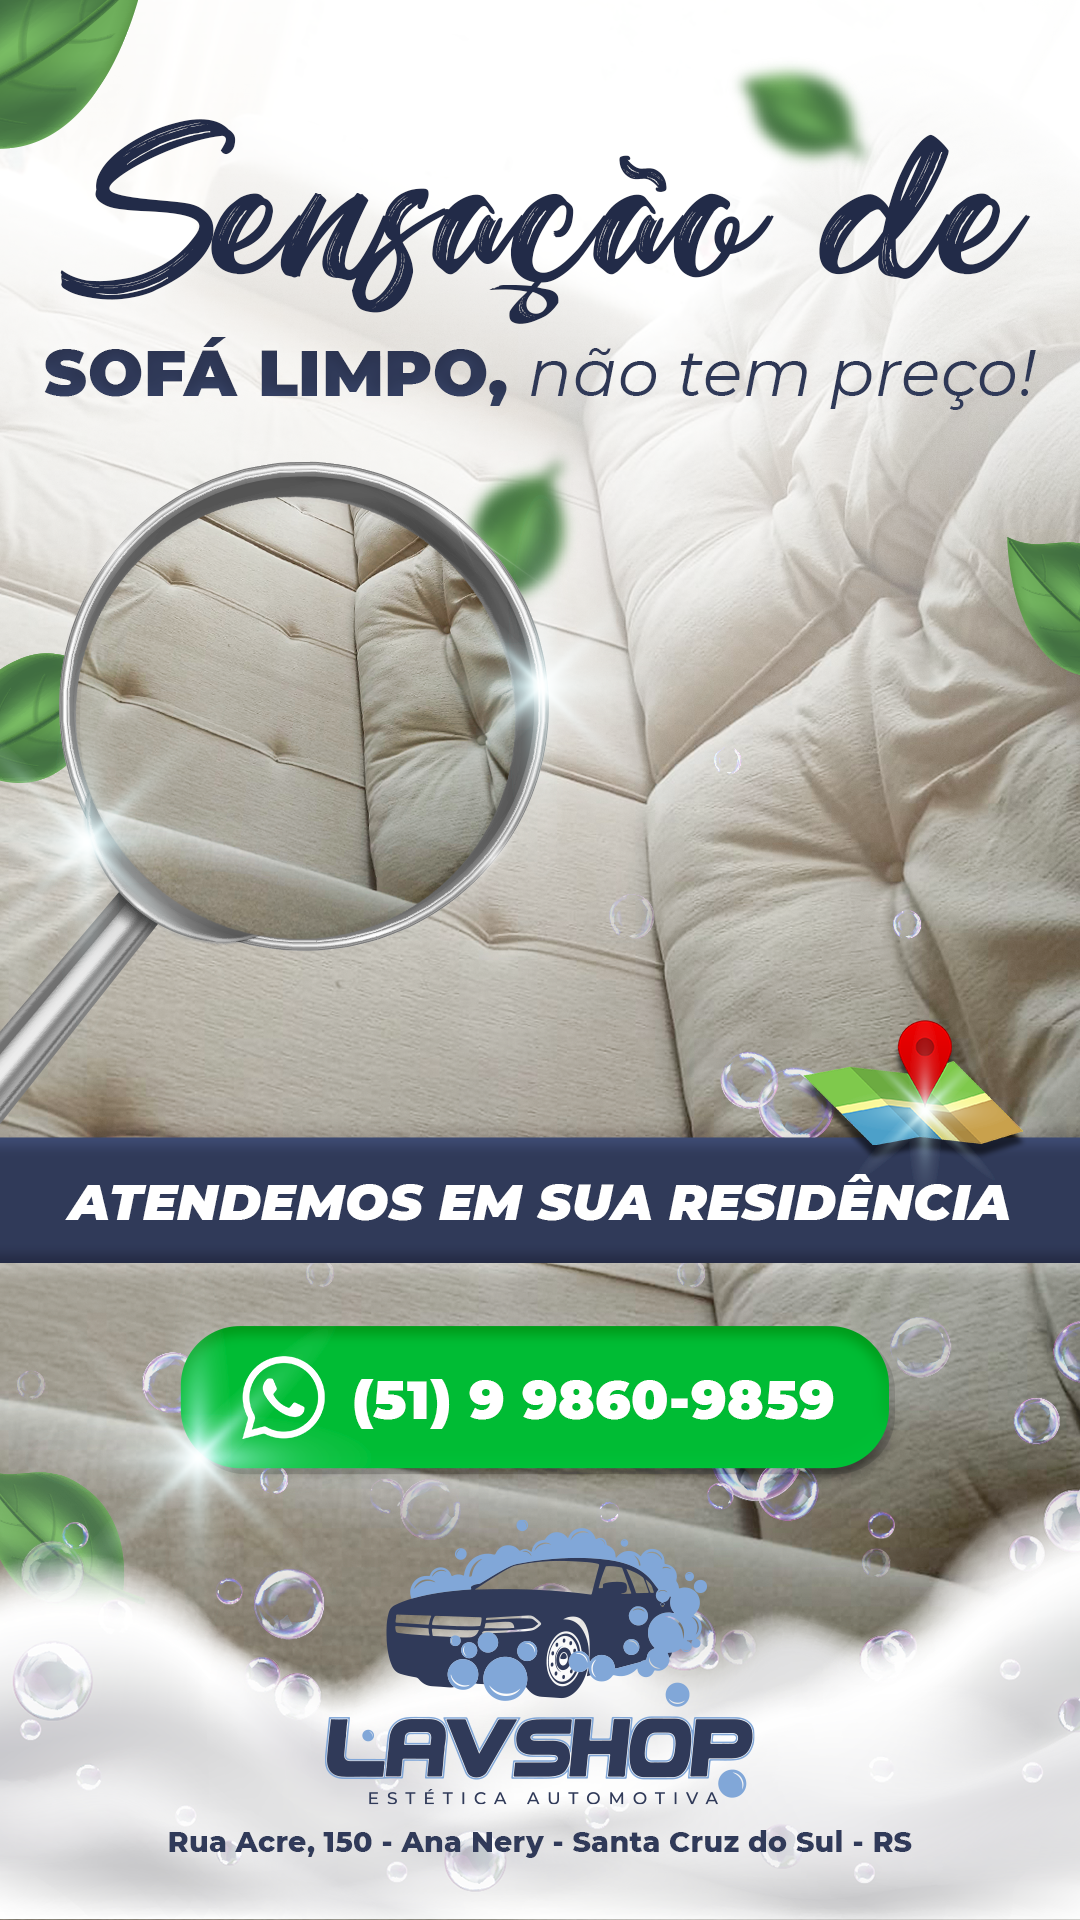 Sensação de
SOFÁ LIMPO, não tem preço!
ATENDEMOS EM SUA RESIDÊNCIA
(51) 9 9860-9859
LAVSHOP
ESTÉTICA AUTOMOTIVA
Rua Acre, 150 - Ana Nery - Santa Cruz do Sul - RS